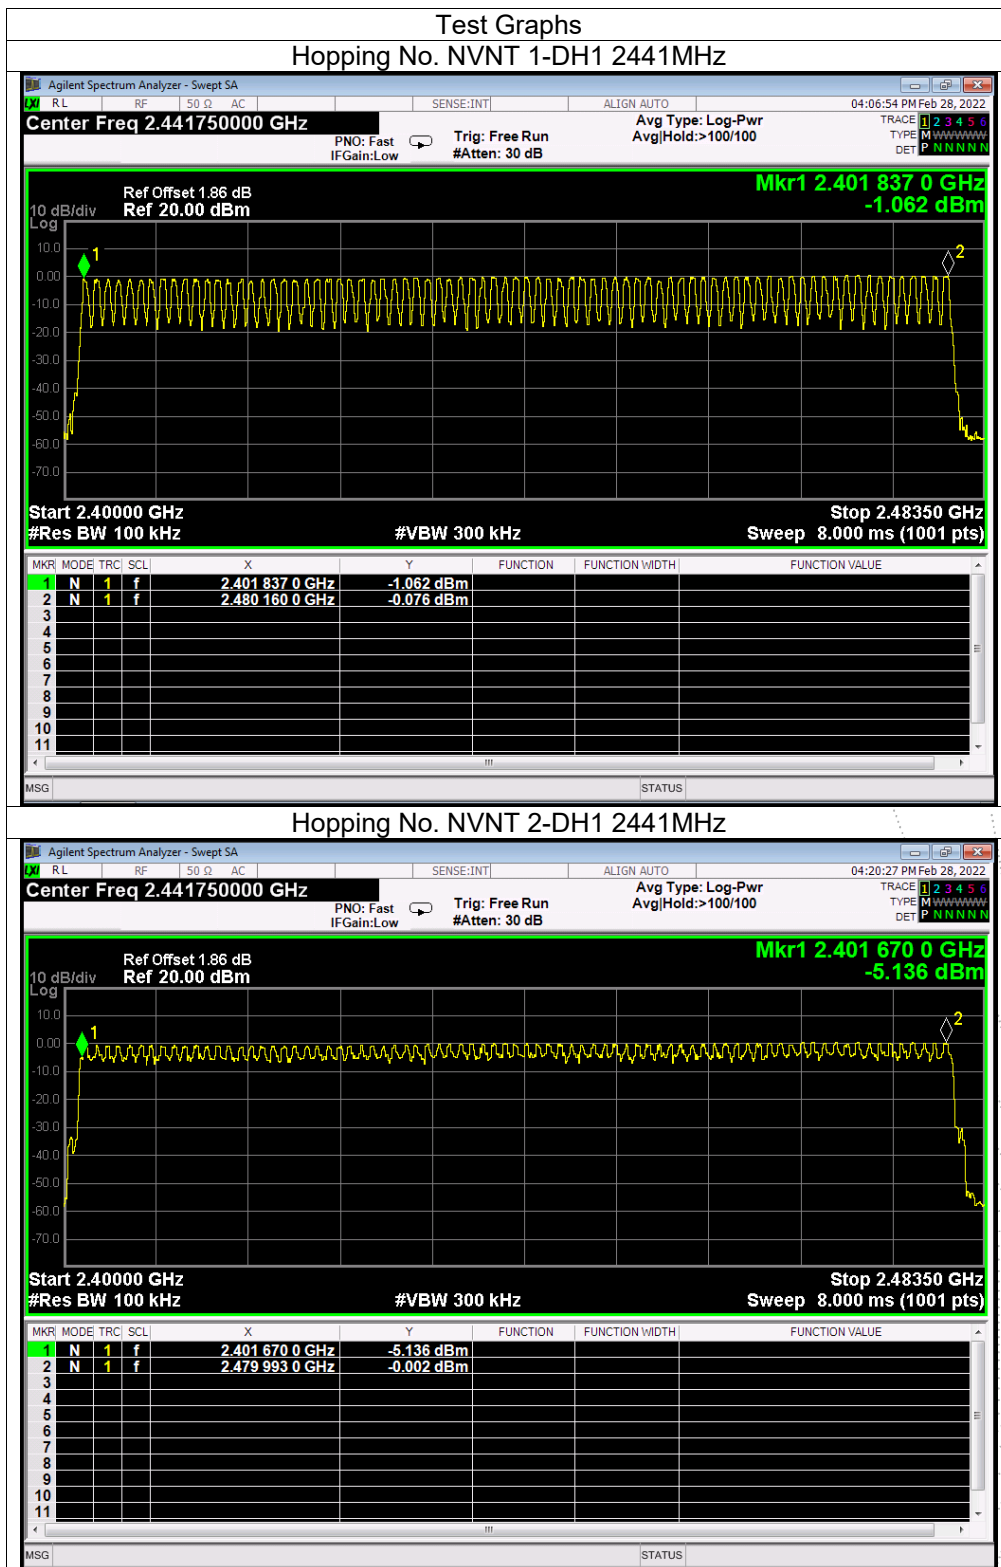 Test Graphs
Hopping No. NVNT 1-DH1 2441MHz
Agilent Spectrum Analyzer - Swept SA
LXI RL RF 50 Ω AC SENSE:INT ALIGN AUTO 04:06:54 PM Feb 28, 2022
Center Freq 2.441750000 GHz Avg Type: Log-Pwr TRACE 1 2 3 4 5 6
PNO: Fast Trig: Free Run Avg|Hold:>100/100 TYPE M WWWWW
IFGain:Low #Atten: 30 dB DET P N N N N N
Mkr1 2.401 837 0 GHz
Ref Offset 1.86 dB
10 dB/div Ref 20.00 dBm -1.062 dBm
Log
10.0
1 2
0.00
-10.0
-20.0
-30.0
-40.0
-50.0
-60.0
-70.0
Start 2.40000 GHz Stop 2.48350 GHz
#Res BW 100 kHz #VBW 300 kHz Sweep 8.000 ms (1001 pts)
MKR MODE TRC SCL X Y FUNCTION FUNCTION WIDTH FUNCTION VALUE
1 N 1 f 2.401 837 0 GHz -1.062 dBm
2 N 1 f 2.480 160 0 GHz -0.076 dBm
3
4
5
6
7
8
9
10
11
MSG STATUS
Hopping No. NVNT 2-DH1 2441MHz
Agilent Spectrum Analyzer - Swept SA
LXI RL RF 50 Ω AC SENSE:INT ALIGN AUTO 04:20:27 PM Feb 28, 2022
Center Freq 2.441750000 GHz Avg Type: Log-Pwr TRACE 1 2 3 4 5 6
PNO: Fast Trig: Free Run Avg|Hold:>100/100 TYPE M WWWWW
IFGain:Low #Atten: 30 dB DET P N N N N N
Mkr1 2.401 670 0 GHz
Ref Offset 1.86 dB
10 dB/div Ref 20.00 dBm -5.136 dBm
Log
10.0
1 2
0.00
-10.0
-20.0
-30.0
-40.0
-50.0
-60.0
-70.0
Start 2.40000 GHz Stop 2.48350 GHz
#Res BW 100 kHz #VBW 300 kHz Sweep 8.000 ms (1001 pts)
MKR MODE TRC SCL X Y FUNCTION FUNCTION WIDTH FUNCTION VALUE
1 N 1 f 2.401 670 0 GHz -5.136 dBm
2 N 1 f 2.479 993 0 GHz -0.002 dBm
3
4
5
6
7
8
9
10
11
MSG STATUS